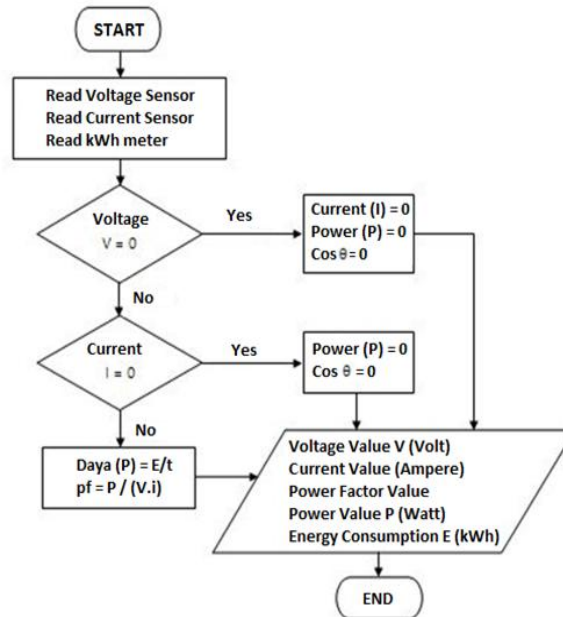 START
Read Voltage Sensor
Read Current Sensor
Read kWh meter
Voltage
V = 0
Yes
Current (I) = 0
Power (P) = 0
Cos θ = 0
No
Current
I = 0
Yes
Power (P) = 0
Cos θ = 0
No
Daya (P) = E/t
pf = P / (V.i)
Voltage Value V (Volt)
Current Value (Ampere)
Power Factor Value
Power Value P (Watt)
Energy Consumption E (kWh)
END